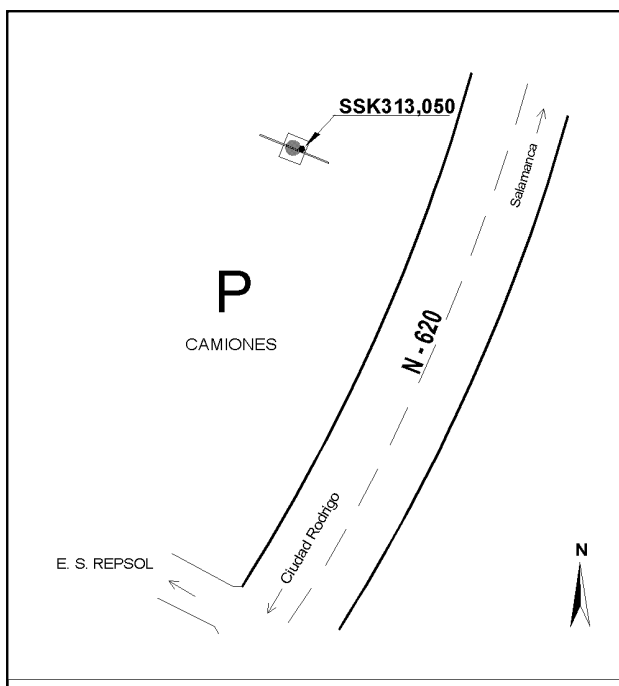 SSK313,050
Salamanca
P
CAMIONES
N - 620
Ciudad Rodrigo
E. S. REPSOL
N